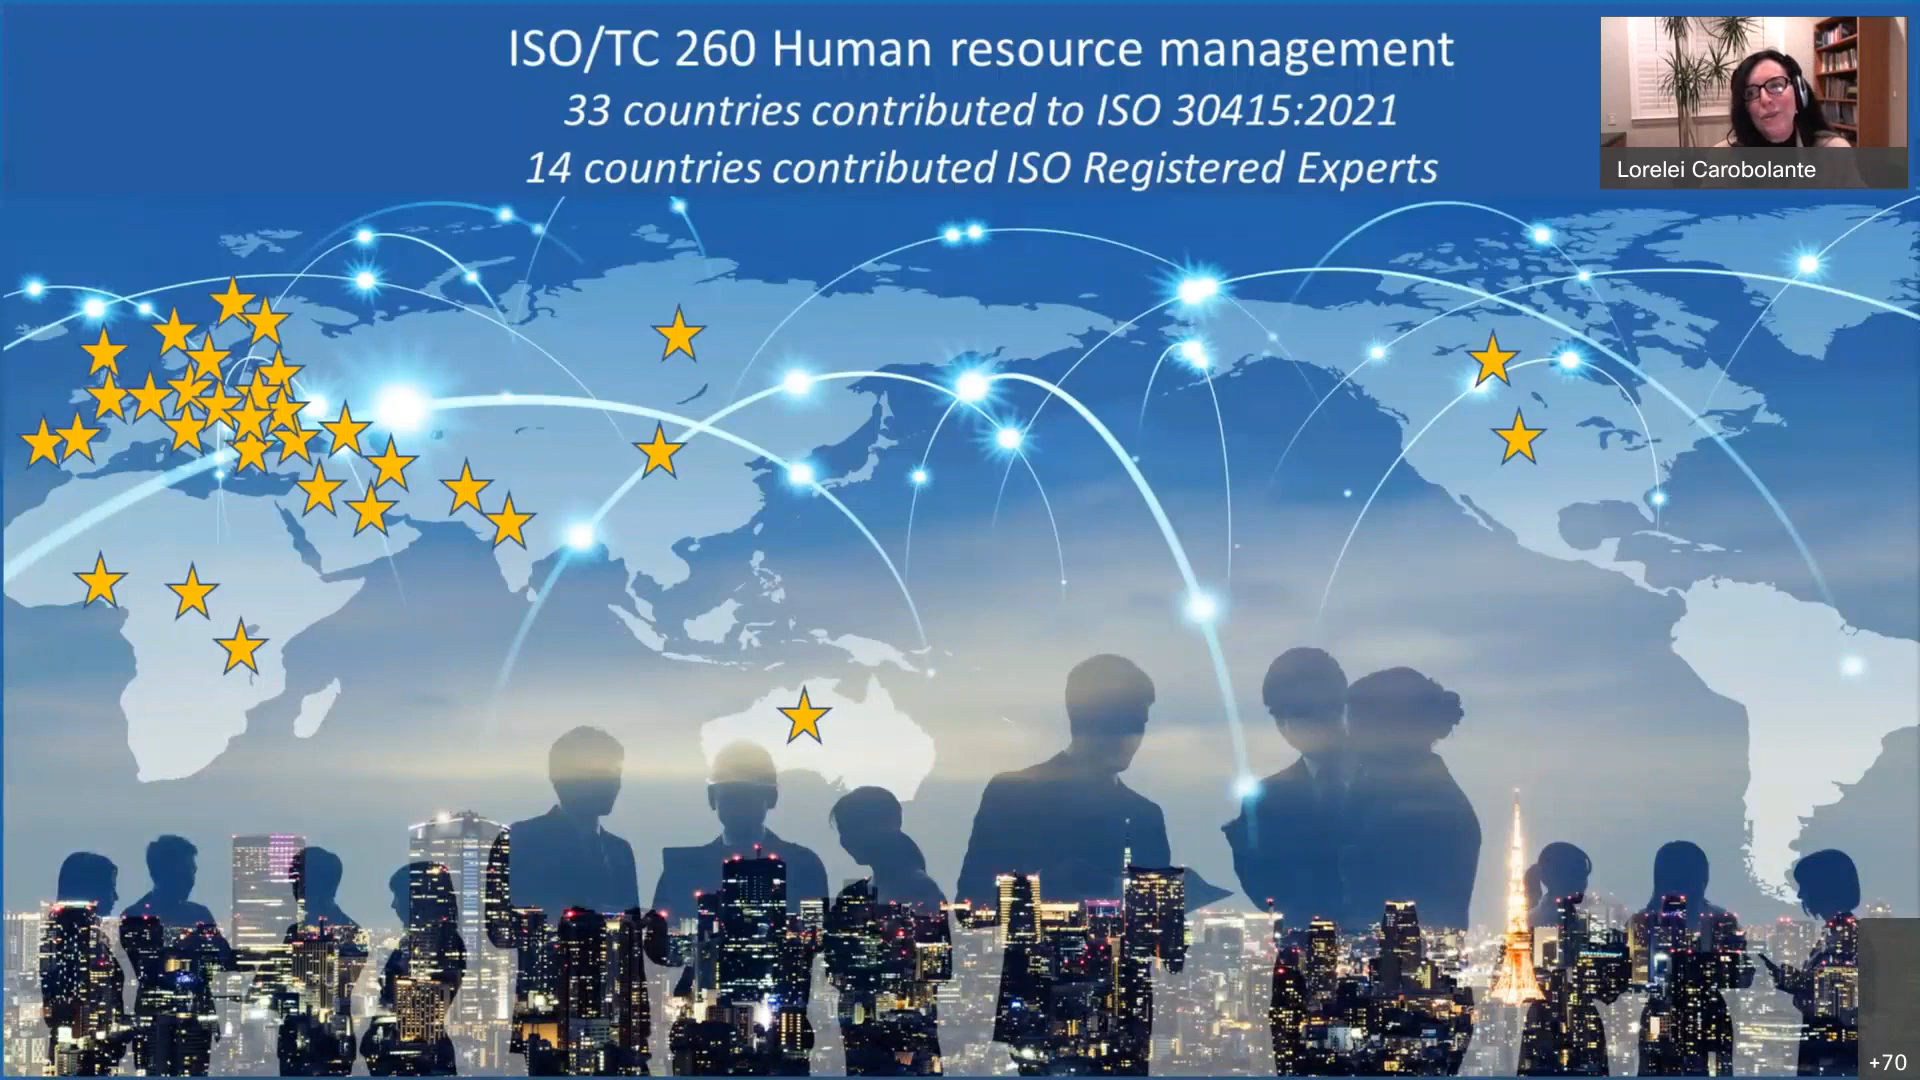 ISO/TC 260 Human resource management
33 countries contributed to ISO 30415:2021
14 countries contributed ISO Registered Experts
Lorelei Carobolante
+70